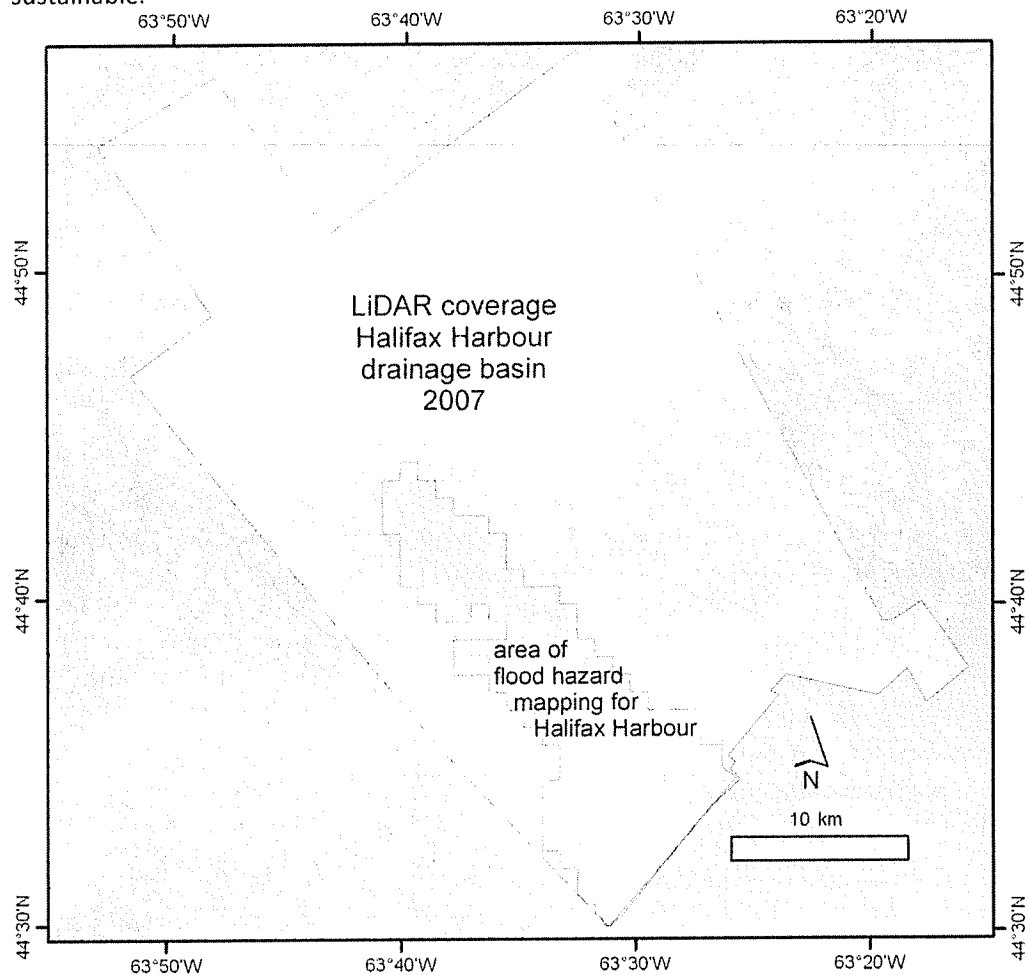 sustainable.
63°50'W 63°40'W 63°30'W 63°20'W
44°50'N 44°50'N
LiDAR coverage
Halifax Harbour
drainage basin
2007
44°40'N 44°40'N
area of
flood hazard
mapping for
Halifax Harbour
N
10 km
44°30'N 44°30'N
63°50'W 63°40'W 63°30'W 63°20'W